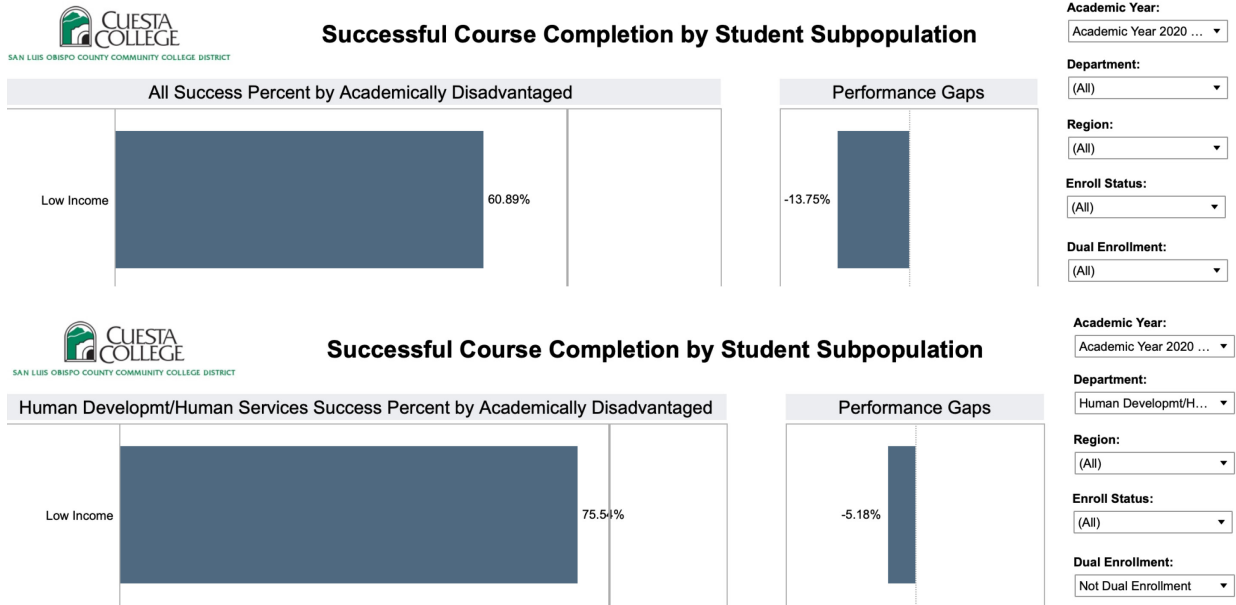 CUESTA
COLLEGE
SAN LUIS OBISPO COUNTY COMMUNITY COLLEGE DISTRICT
Successful Course Completion by Student Subpopulation
Academic Year:
Academic Year 2020 ...
Department:
(All)
Region:
(All)
Enroll Status:
(All)
Dual Enrollment:
(All)
All Success Percent by Academically Disadvantaged
Performance Gaps
Low Income
60.89%
-13.75%
CUESTA
COLLEGE
SAN LUIS OBISPO COUNTY COMMUNITY COLLEGE DISTRICT
Successful Course Completion by Student Subpopulation
Academic Year:
Academic Year 2020 ...
Department:
Human Developmt/H...
Region:
(All)
Enroll Status:
(All)
Dual Enrollment:
Not Dual Enrollment
Human Developmt/Human Services Success Percent by Academically Disadvantaged
Performance Gaps
Low Income
75.54%
-5.18%